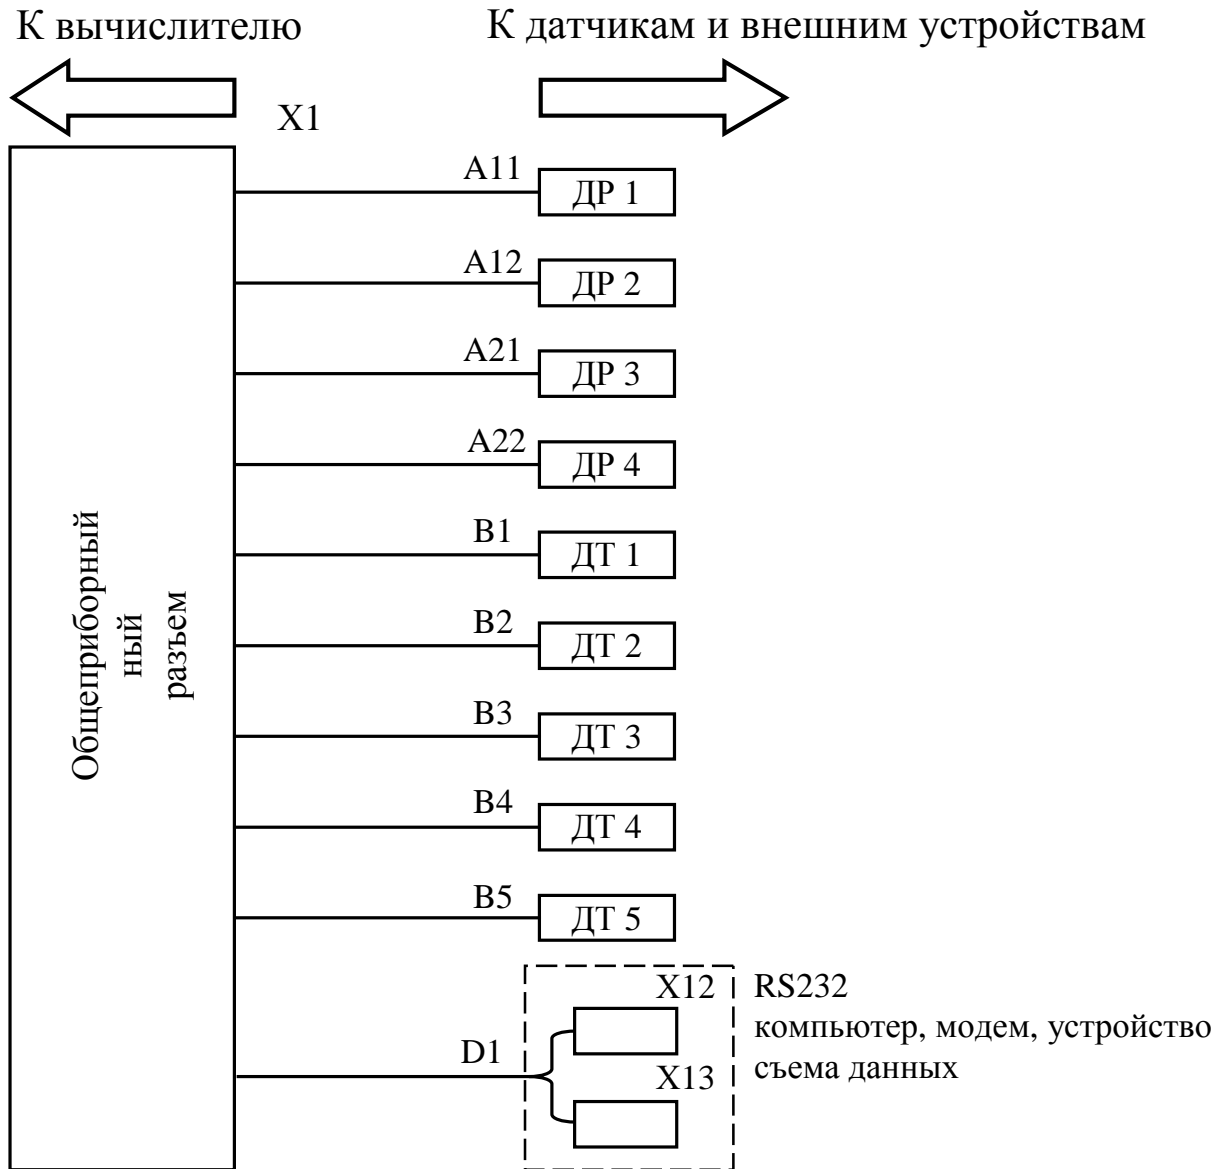 К вычислителю
К датчикам и внешним устройствам
X1
A11
ДР 1
A12
ДР 2
A21
ДР 3
A22
ДР 4
B1
ДТ 1
B2
ДТ 2
B3
ДТ 3
B4
ДТ 4
B5
ДТ 5
Общеприборный
ный
разъем
D1
X12
X13
RS232
компьютер, модем, устройство
съема данных